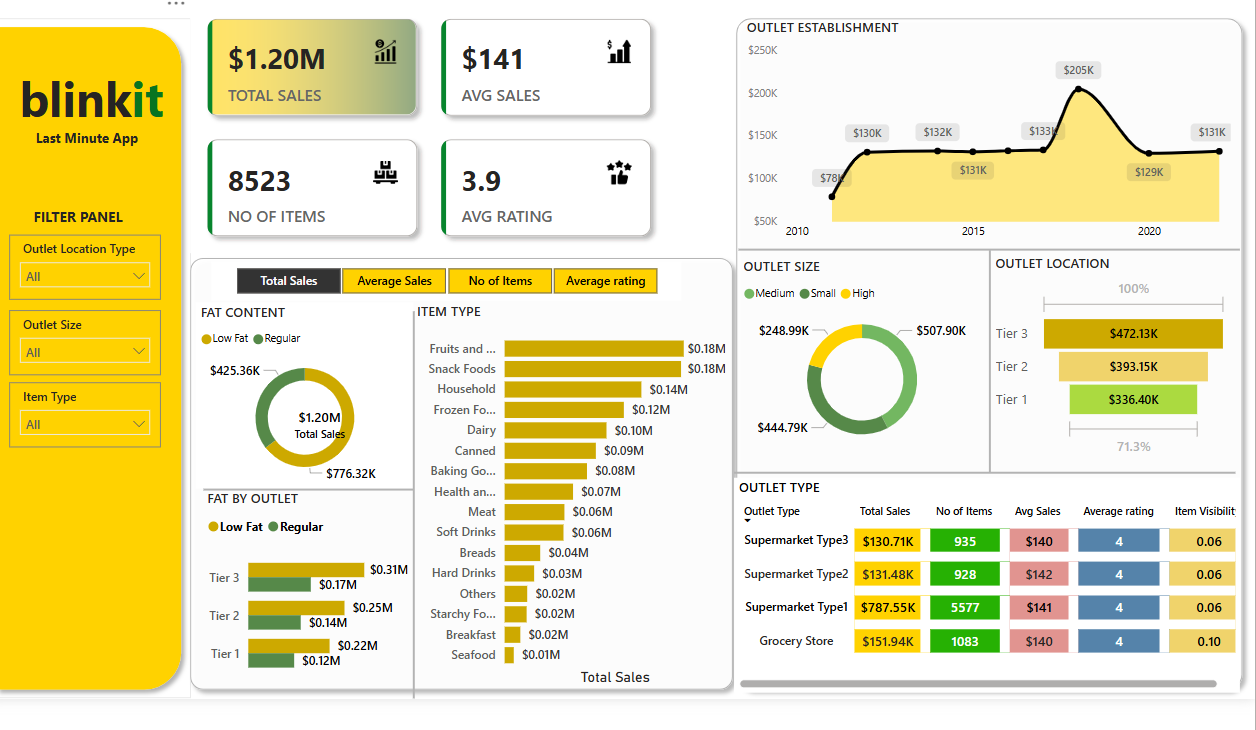 blinkit
Last Minute App
FILTER PANEL
Outlet Location Type
All
Outlet Size
All
Item Type
All
$1.20M
TOTAL SALES
$141
AVG SALES
8523
NO OF ITEMS
3.9
AVG RATING
Total Sales
Average Sales
No of Items
Average rating
FAT CONTENT
Low Fat
Regular
$425.36K
$1.20M
Total Sales
$776.32K
FAT BY OUTLET
Low Fat
Regular
Tier 3
$0.31M
$0.17M
Tier 2
$0.25M
$0.14M
Tier 1
$0.22M
$0.12M
ITEM TYPE
Fruits and ... $0.18M
Snack Foods $0.18M
Household $0.14M
Frozen Fo... $0.12M
Dairy $0.10M
Canned $0.09M
Baking Go... $0.08M
Health an... $0.07M
Meat $0.06M
Soft Drinks $0.06M
Breads $0.04M
Hard Drinks $0.03M
Others $0.02M
Starchy Fo... $0.02M
Breakfast $0.02M
Seafood $0.01M
Total Sales
OUTLET ESTABLISHMENT
$250K
$200K
$150K
$100K
$50K
$78K
$130K
$132K
$131K
$133K
$205K
$129K
$131K
2010
2015
2020
OUTLET SIZE
Medium
Small
High
$248.99K
$507.90K
$444.79K
OUTLET LOCATION
100%
Tier 3 $472.13K
Tier 2 $393.15K
Tier 1 $336.40K
71.3%
OUTLET TYPE
Outlet Type Total Sales No of Items Avg Sales Average rating Item Visibilit
Supermarket Type3 $130.71K 935 $140 4 0.06
Supermarket Type2 $131.48K 928 $142 4 0.06
Supermarket Type1 $787.55K 5577 $141 4 0.06
Grocery Store $151.94K 1083 $140 4 0.10